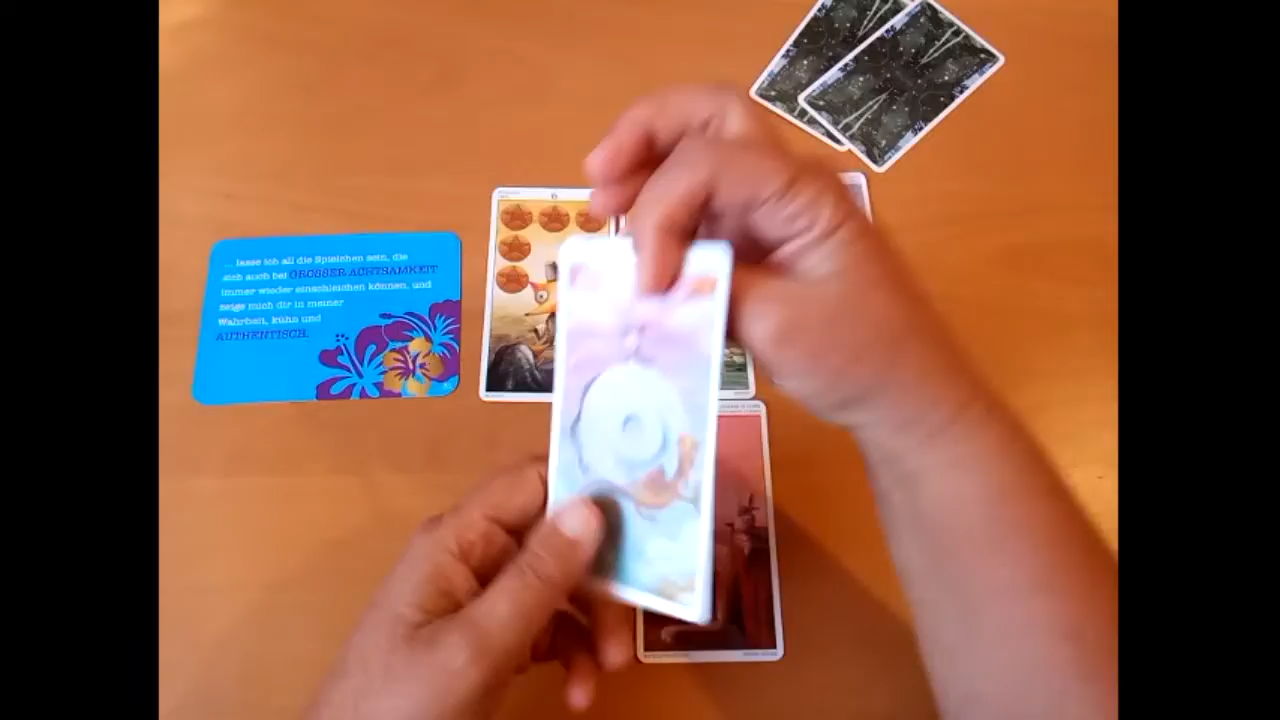 ... lasse ich all die Spielchen sein, die
sich auch bei GROSSER ACHTSAMKEIT
immer wieder einschleichen können, und
zeige mich dir in meiner
Wahrheit, kühn und
AUTHENTISCH.
6